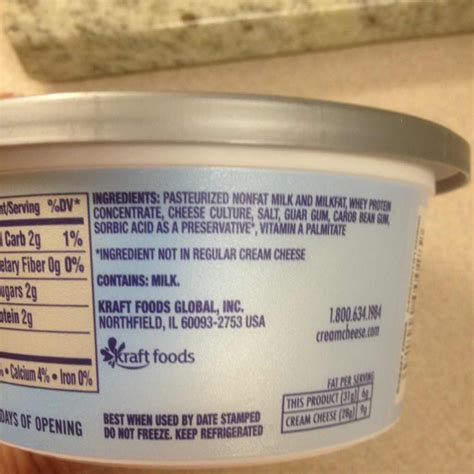 nt/Serving %DV*
l Carb 2g 1%
etary Fiber 0g 0%
ugars 2g
otein 2g
% • Calcium 4% • Iron 0%
DAYS OF OPENING
INGREDIENTS: PASTEURIZED NONFAT MILK AND MILKFAT, WHEY PROTEIN
CONCENTRATE, CHEESE CULTURE, SALT, GUAR GUM, CAROB BEAN GUM,
SORBIC ACID AS A PRESERVATIVE*, VITAMIN A PALMITATE
*INGREDIENT NOT IN REGULAR CREAM CHEESE
CONTAINS: MILK.
KRAFT FOODS GLOBAL, INC.
NORTHFIELD, IL 60093-2753 USA
1.800.634.1984
creamcheese.com
kraft foods
BEST WHEN USED BY DATE STAMPED
DO NOT FREEZE. KEEP REFRIGERATED
FAT PER SERVING
THIS PRODUCT (31g) 6g
CREAM CHEESE (28g) 9g